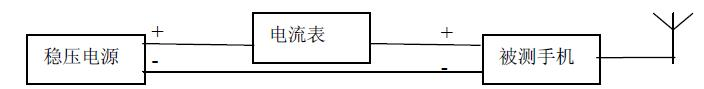 + 电流表 +
稳压电源 - - 被测手机